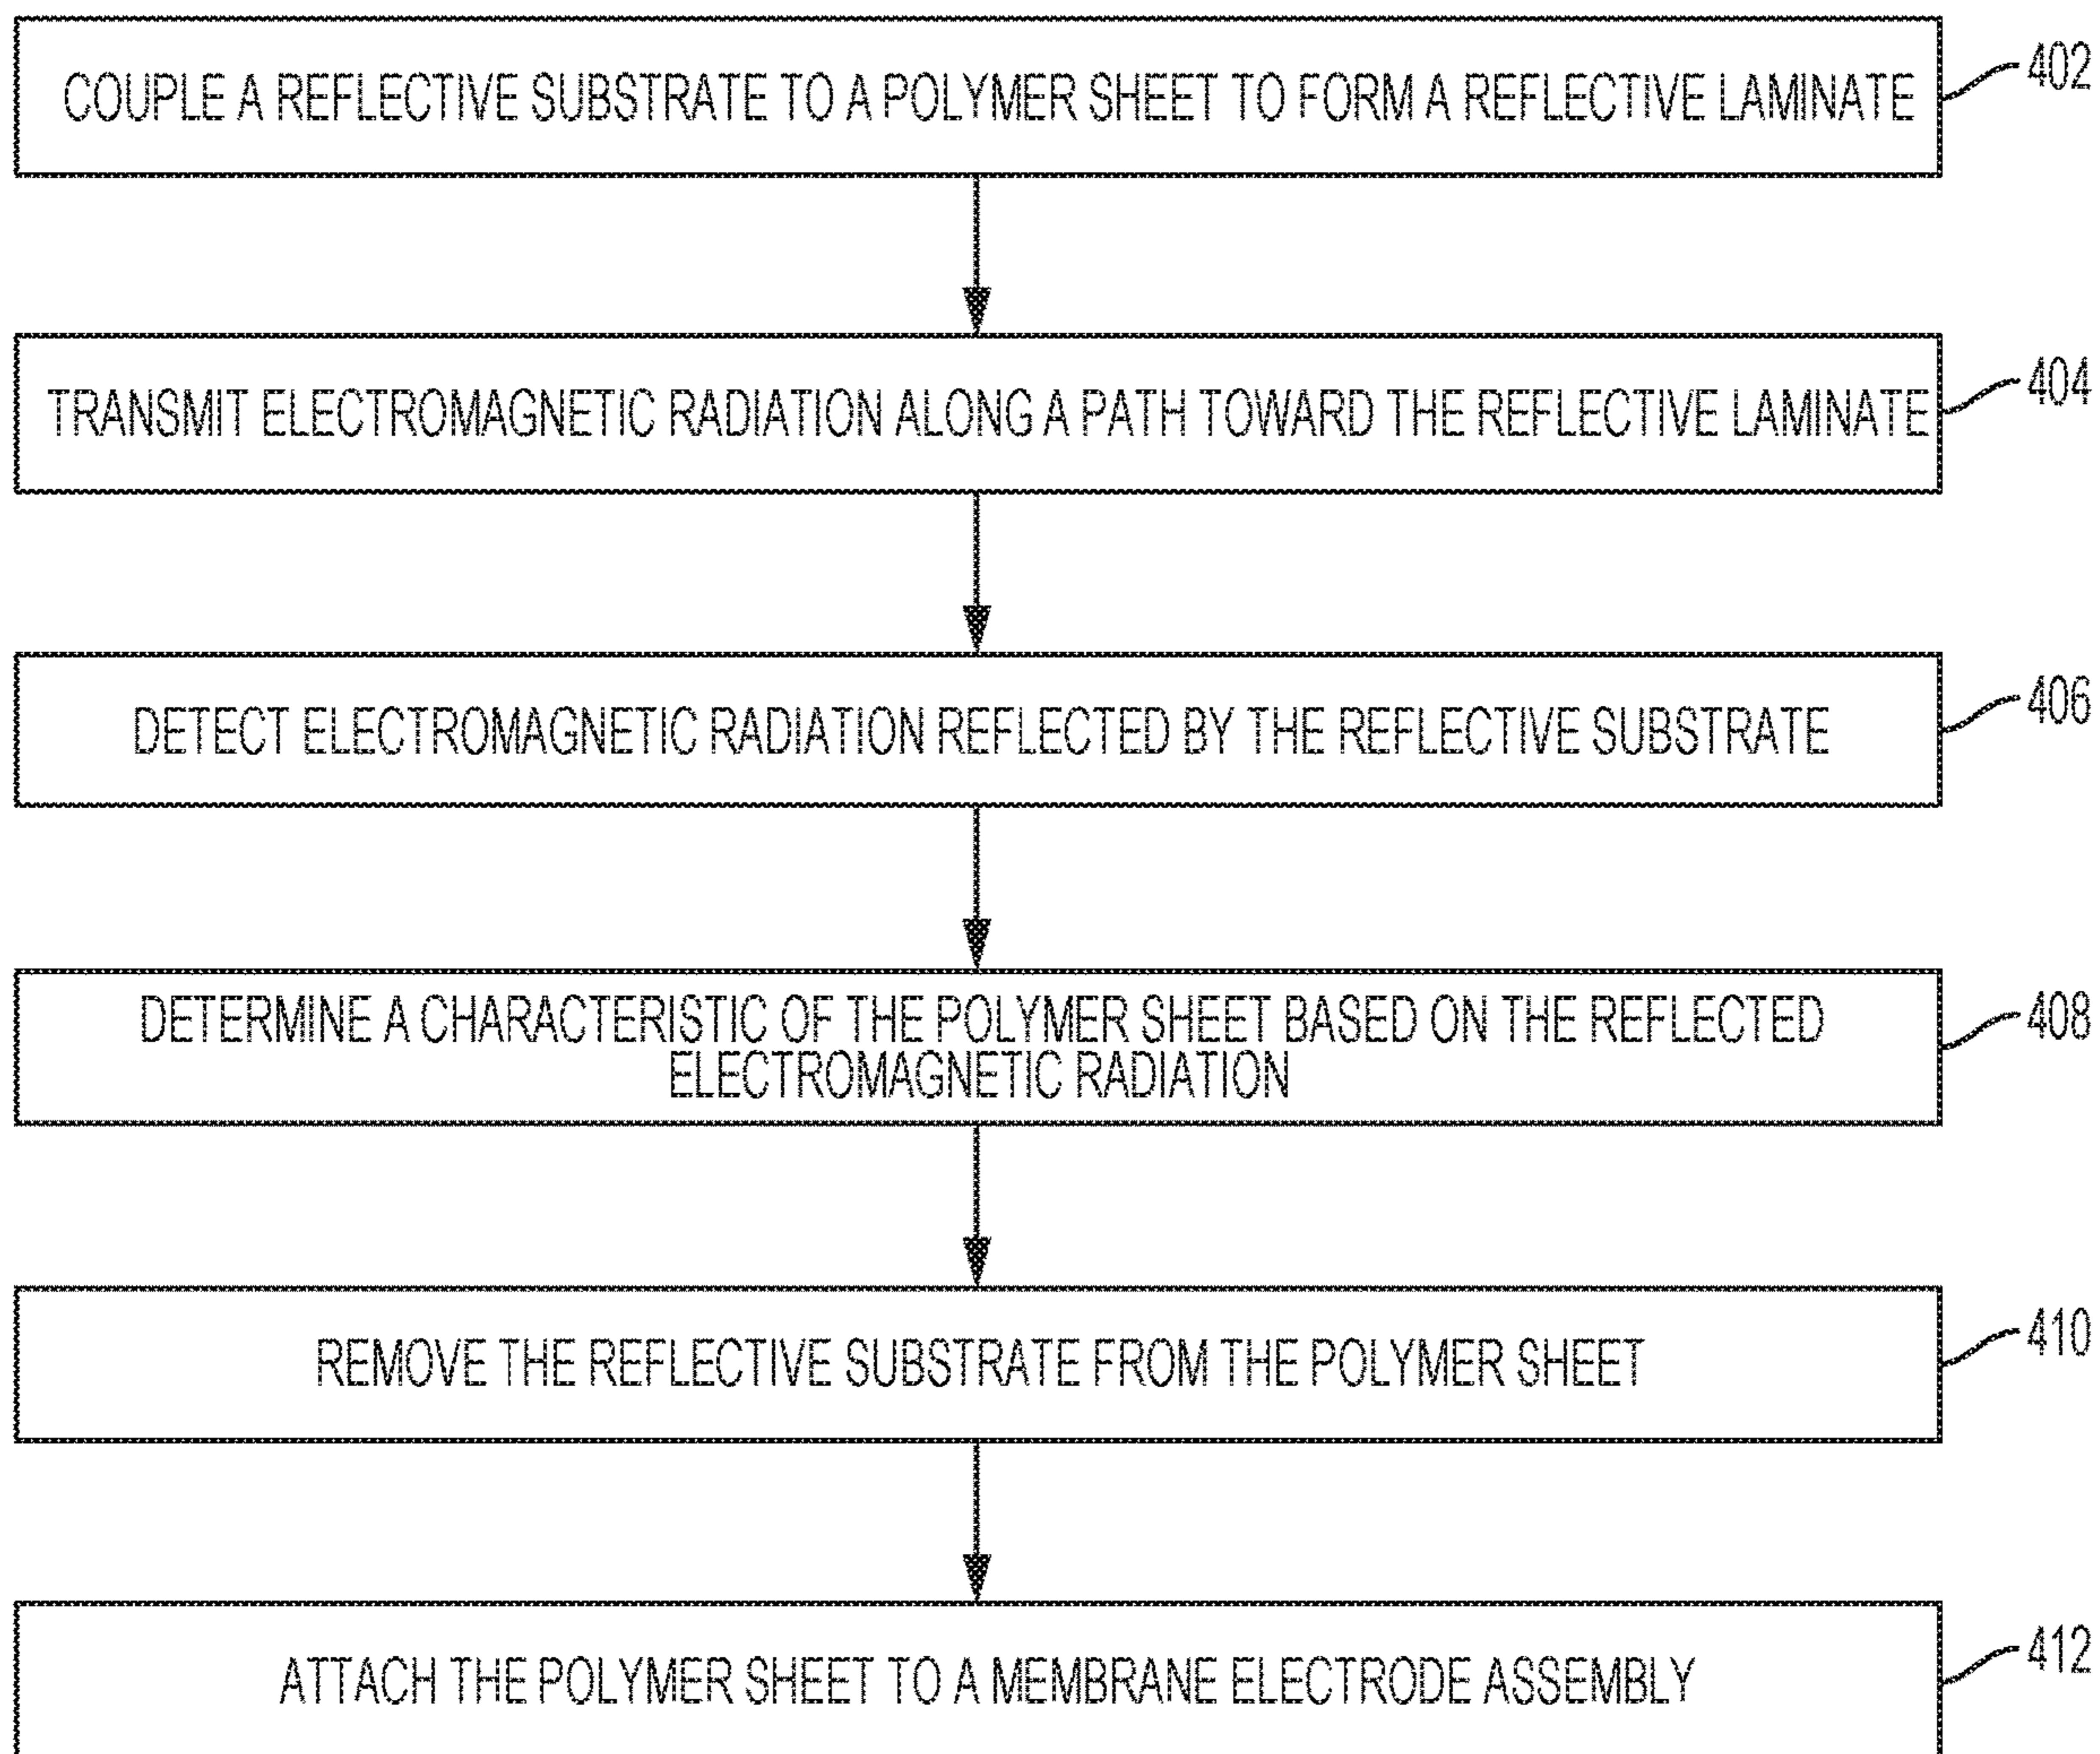 COUPLE A REFLECTIVE SUBSTRATE TO A POLYMER SHEET TO FORM A REFLECTIVE LAMINATE
402
TRANSMIT ELECTROMAGNETIC RADIATION ALONG A PATH TOWARD THE REFLECTIVE LAMINATE
404
DETECT ELECTROMAGNETIC RADIATION REFLECTED BY THE REFLECTIVE SUBSTRATE
406
DETERMINE A CHARACTERISTIC OF THE POLYMER SHEET BASED ON THE REFLECTED
ELECTROMAGNETIC RADIATION
408
REMOVE THE REFLECTIVE SUBSTRATE FROM THE POLYMER SHEET
410
ATTACH THE POLYMER SHEET TO A MEMBRANE ELECTRODE ASSEMBLY
412